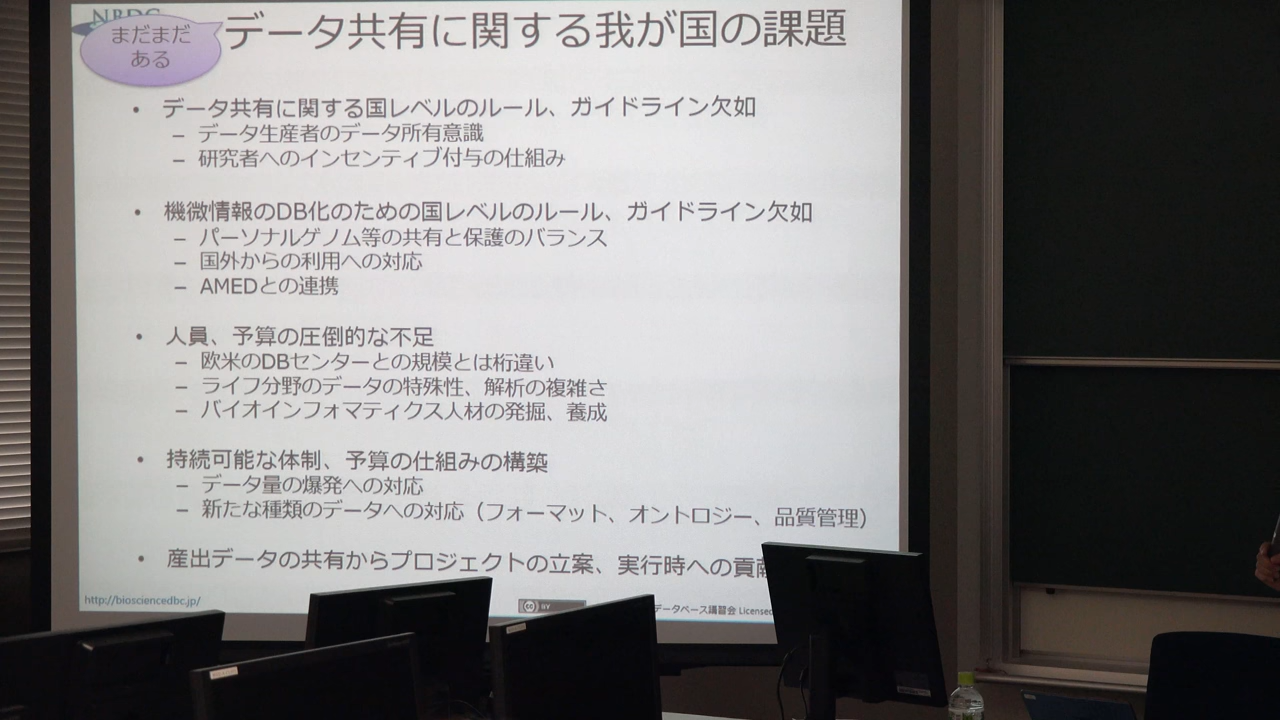 NBDC
まだまだ
ある
データ共有に関する我が国の課題
• データ共有に関する国レベルのルール、ガイドライン欠如
– データ生産者のデータ所有意識
– 研究者へのインセンティブ付与の仕組み
• 機微情報のDB化のための国レベルのルール、ガイドライン欠如
– パーソナルゲノム等の共有と保護のバランス
– 国外からの利用への対応
– AMEDとの連携
• 人員、予算の圧倒的な不足
– 欧米のDBセンターとの規模とは桁違い
– ライフ分野のデータの特殊性、解析の複雑さ
– バイオインフォマティクス人材の発掘、養成
• 持続可能な体制、予算の仕組みの構築
– データ量の爆発への対応
– 新たな種類のデータへの対応（フォーマット、オントロジー、品質管理）
• 産出データの共有からプロジェクトの立案、実行時への貢献
http://biosciencedbc.jp/
cc BY
データベース講習会 Licensed